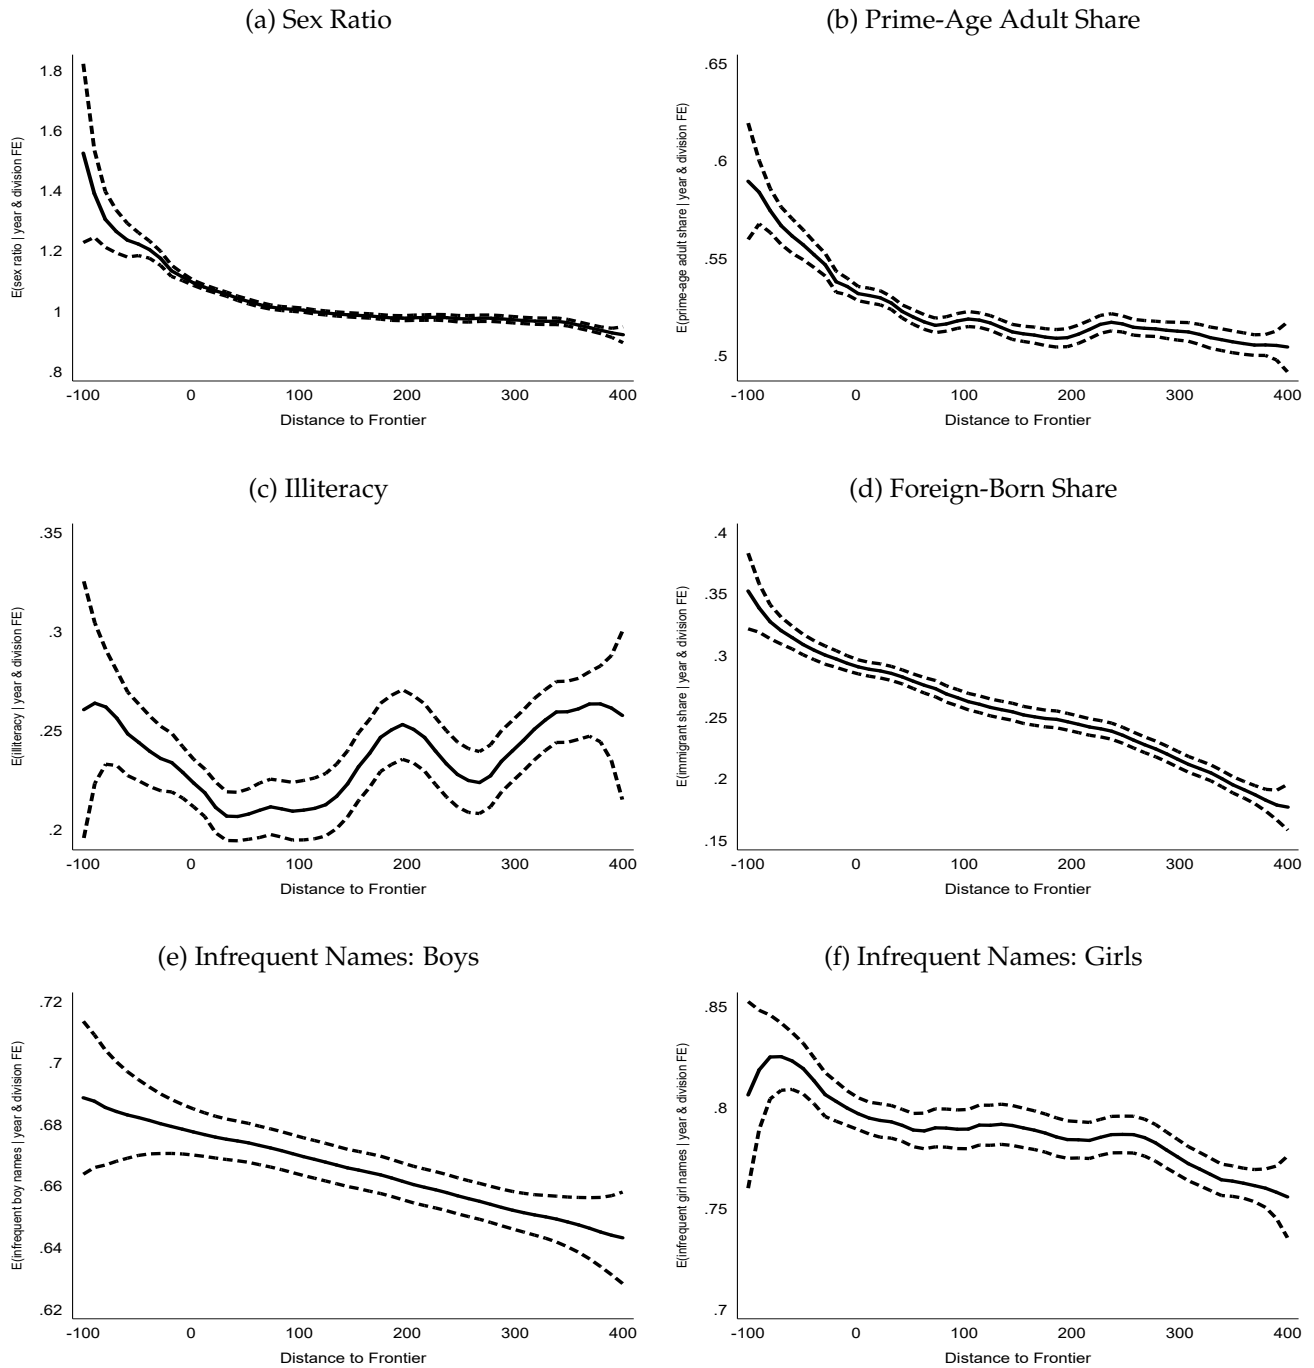 (a) Sex Ratio
E(sex ratio | year & division FE)
1.8
1.6
1.4
1.2
1
.8
-100 0 100 200 300 400
Distance to Frontier
(b) Prime-Age Adult Share
E(prime-age adult share | year & division FE)
.65
.6
.55
.5
-100 0 100 200 300 400
Distance to Frontier
(c) Illiteracy
E(illiteracy | year & division FE)
.35
.3
.25
.2
-100 0 100 200 300 400
Distance to Frontier
(d) Foreign-Born Share
E(immigrant share | year & division FE)
.4
.35
.3
.25
.2
.15
-100 0 100 200 300 400
Distance to Frontier
(e) Infrequent Names: Boys
E(infrequent boy names | year & division FE)
.72
.7
.68
.66
.64
.62
-100 0 100 200 300 400
Distance to Frontier
(f) Infrequent Names: Girls
E(infrequent girl names | year & division FE)
.85
.8
.75
.7
-100 0 100 200 300 400
Distance to Frontier